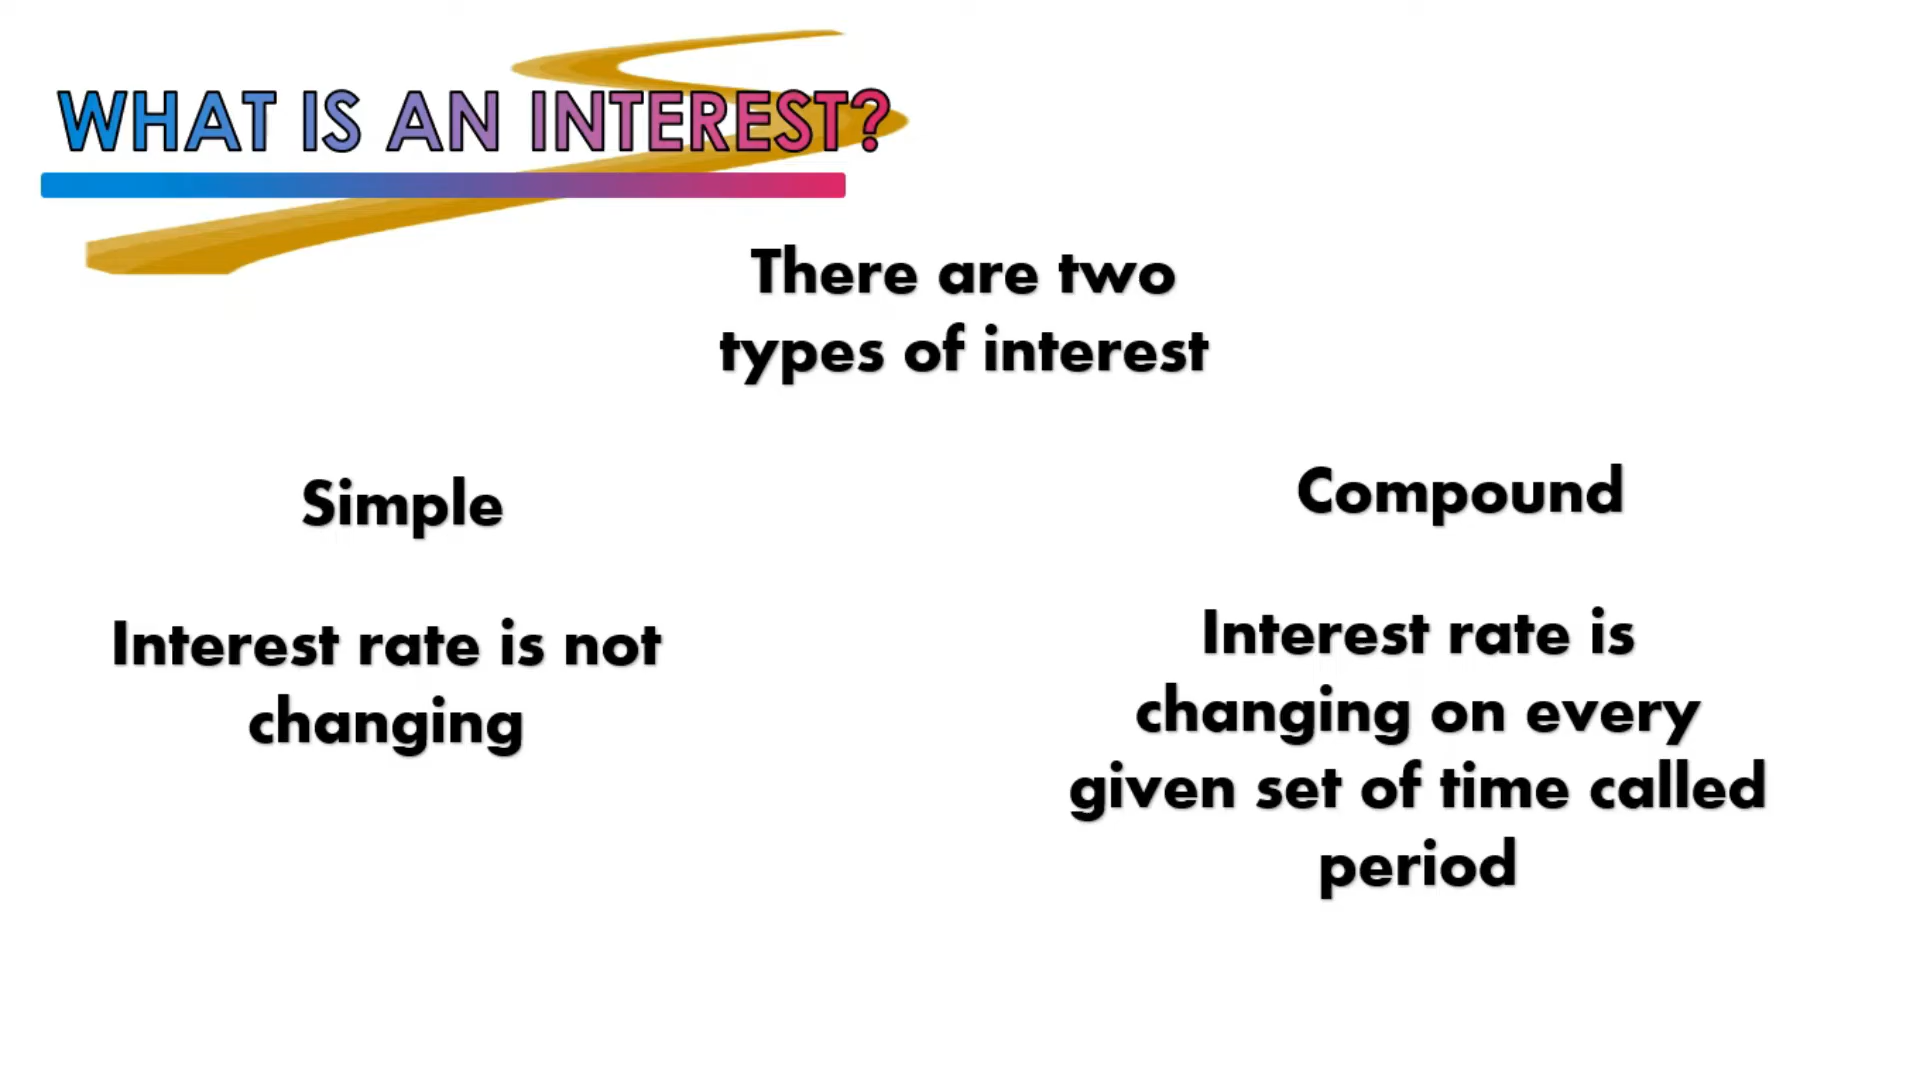 WHAT IS AN INTEREST?
There are two
types of interest
Simple
Compound
Interest rate is not
changing
Interest rate is
changing on every
given set of time called
period